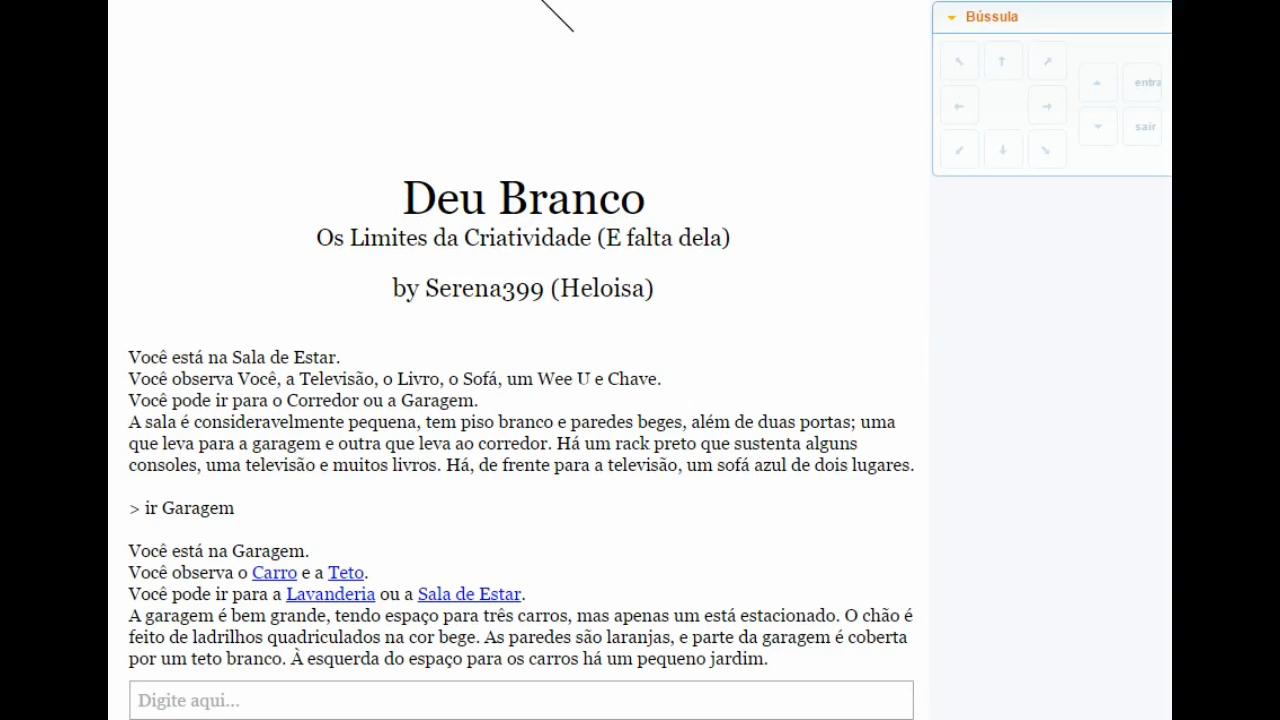 Bússula
entra
sair
Deu Branco
Os Limites da Criatividade (E falta dela)
by Serena399 (Heloisa)
Você está na Sala de Estar.
Você observa Você, a Televisão, o Livro, o Sofá, um Wee U e Chave.
Você pode ir para o Corredor ou a Garagem.
A sala é consideravelmente pequena, tem piso branco e paredes beges, além de duas portas; uma
que leva para a garagem e outra que leva ao corredor. Há um rack preto que sustenta alguns
consoles, uma televisão e muitos livros. Há, de frente para a televisão, um sofá azul de dois lugares.
> ir Garagem
Você está na Garagem.
Você observa o Carro e a Teto.
Você pode ir para a Lavanderia ou a Sala de Estar.
A garagem é bem grande, tendo espaço para três carros, mas apenas um está estacionado. O chão é
feito de ladrilhos quadriculados na cor bege. As paredes são laranjas, e parte da garagem é coberta
por um teto branco. À esquerda do espaço para os carros há um pequeno jardim.
Digite aqui...